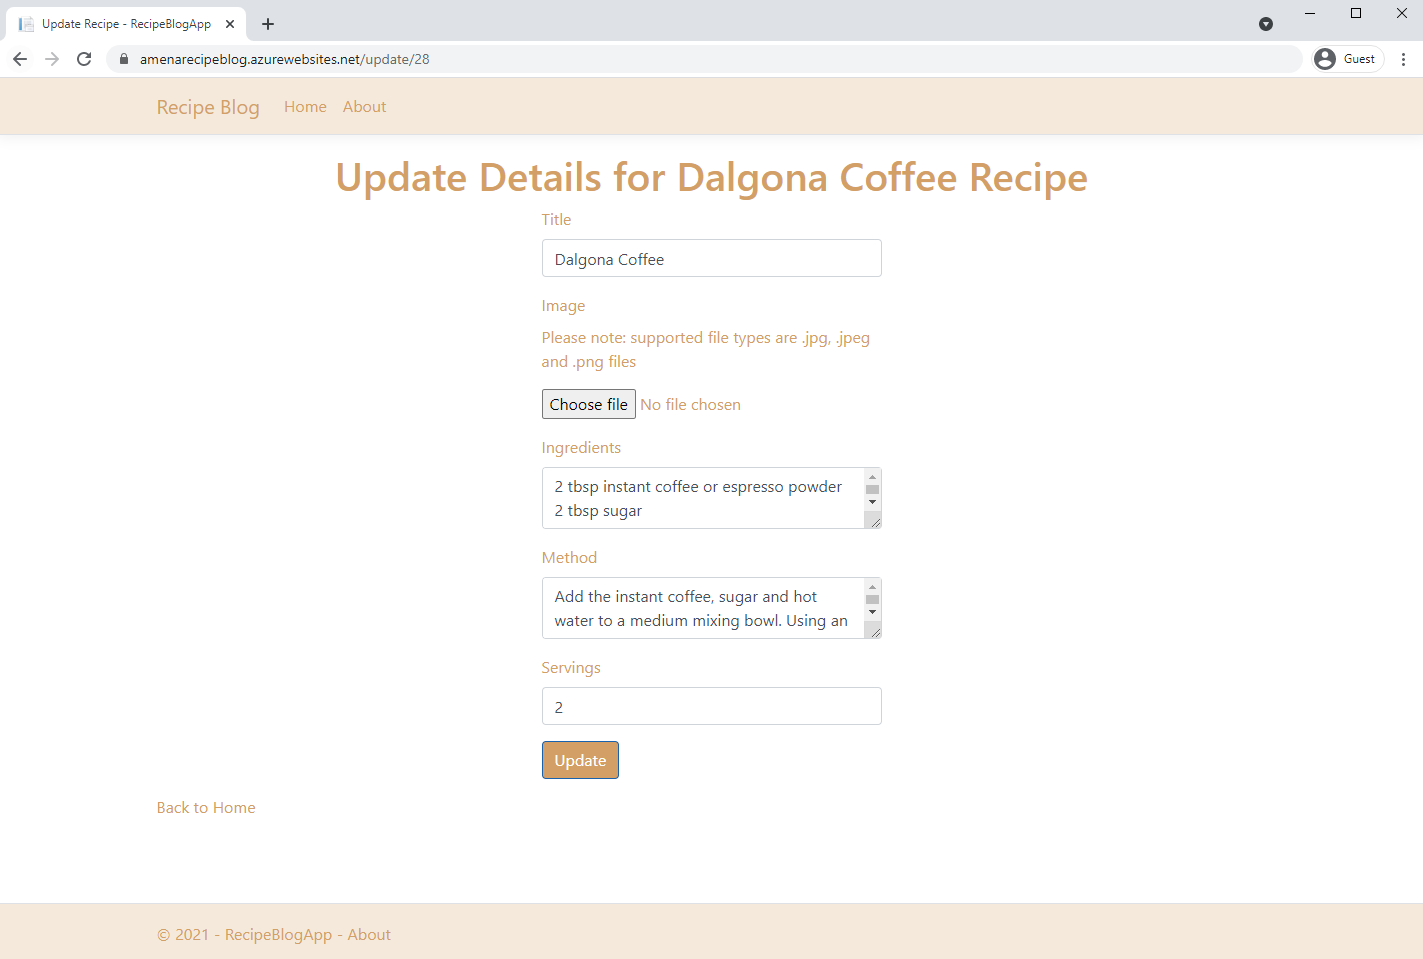 Update Recipe - RecipeBlogApp
amenarecipeblog.azurewebsites.net/update/28
Guest
Recipe Blog Home About
Update Details for Dalgona Coffee Recipe
Title
Dalgona Coffee
Image
Please note: supported file types are .jpg, .jpeg
and .png files
Choose file No file chosen
Ingredients
2 tbsp instant coffee or espresso powder
2 tbsp sugar
Method
Add the instant coffee, sugar and hot
water to a medium mixing bowl. Using an
Servings
2
Update
Back to Home
© 2021 - RecipeBlogApp - About